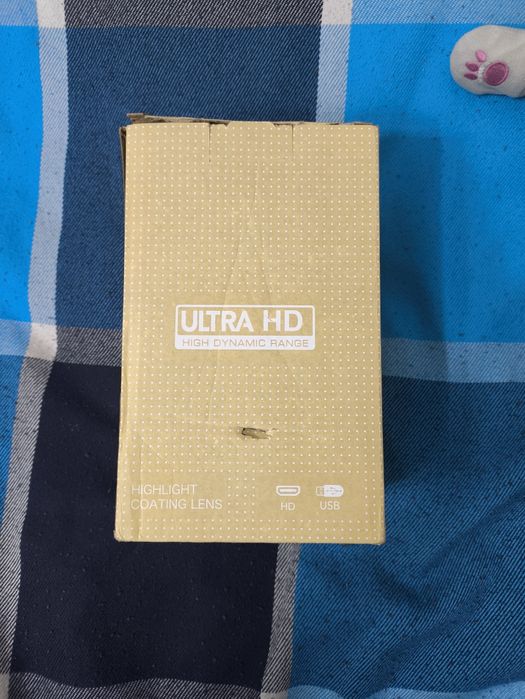 ULTRA HD
HIGH DYNAMIC RANGE
HIGHLIGHT
COATING LENS
HD
USB